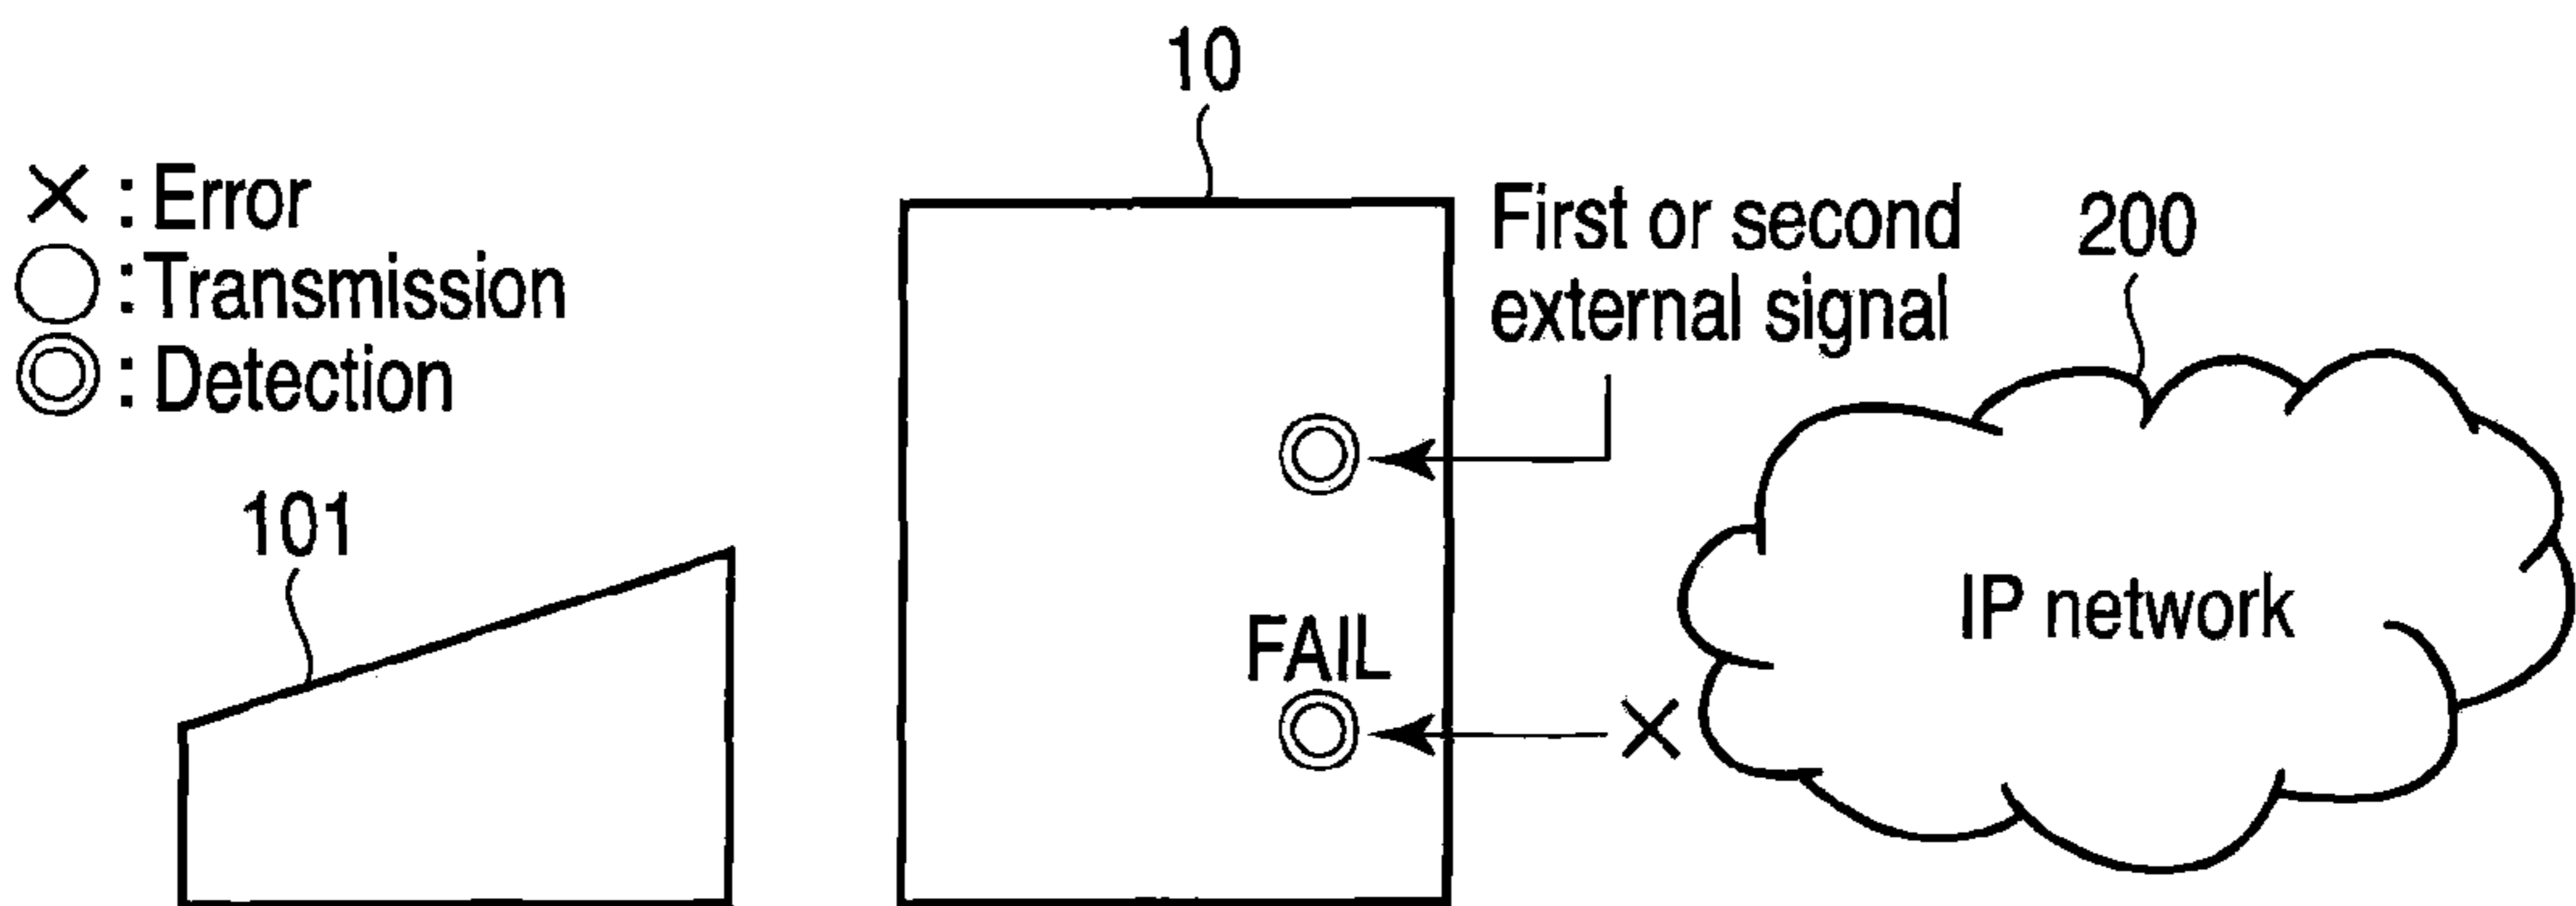 10
× : Error
○ : Transmission
◎ : Detection
First or second
external signal
200
101
FAIL
×
IP network